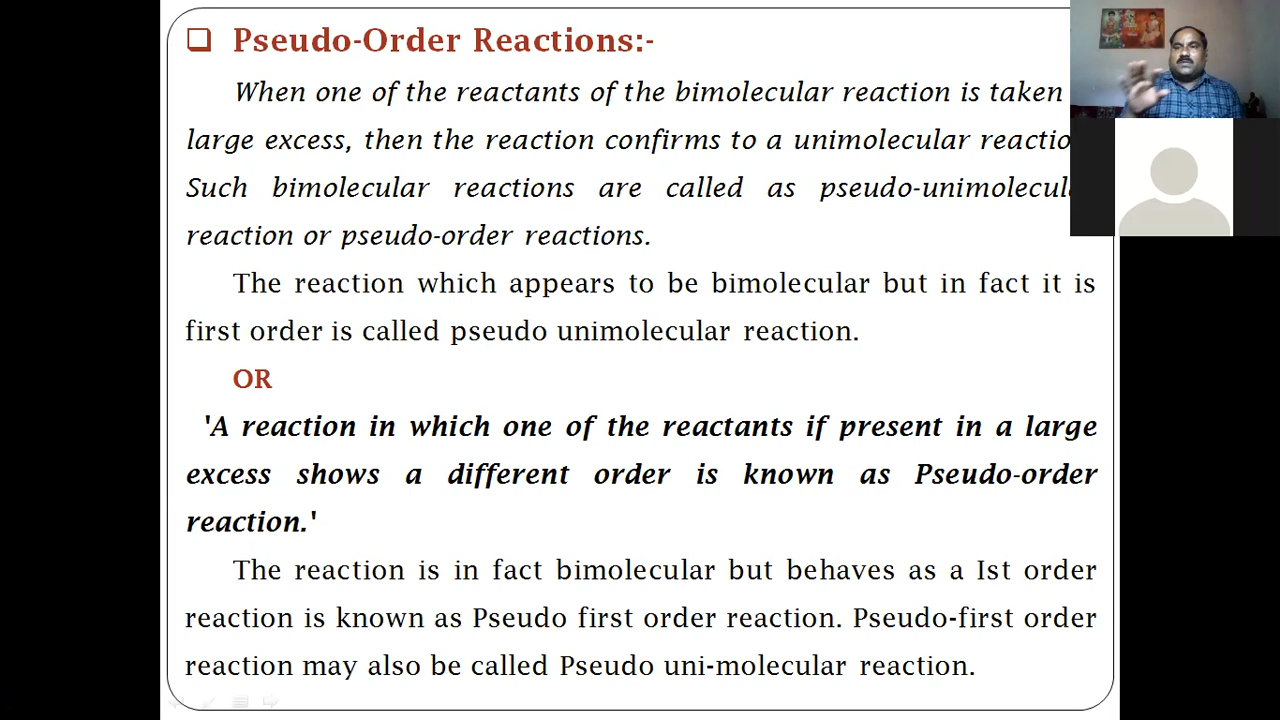 Pseudo-Order Reactions:-
When one of the reactants of the bimolecular reaction is taken
large excess, then the reaction confirms to a unimolecular
Such bimolecular reactions are called as
reaction or pseudo-order reactions.
The reaction which appears to be bimolecular but in fact it is
first order is called pseudo unimolecular reaction.
OR
'A reaction in which one of the reactants if present in a large
excess shows a different order is known as Pseudo-order
reaction.'
The reaction is in fact bimolecular but behaves as a Ist order
reaction is known as Pseudo first order reaction. Pseudo-first order
reaction may also be called Pseudo uni-molecular reaction.